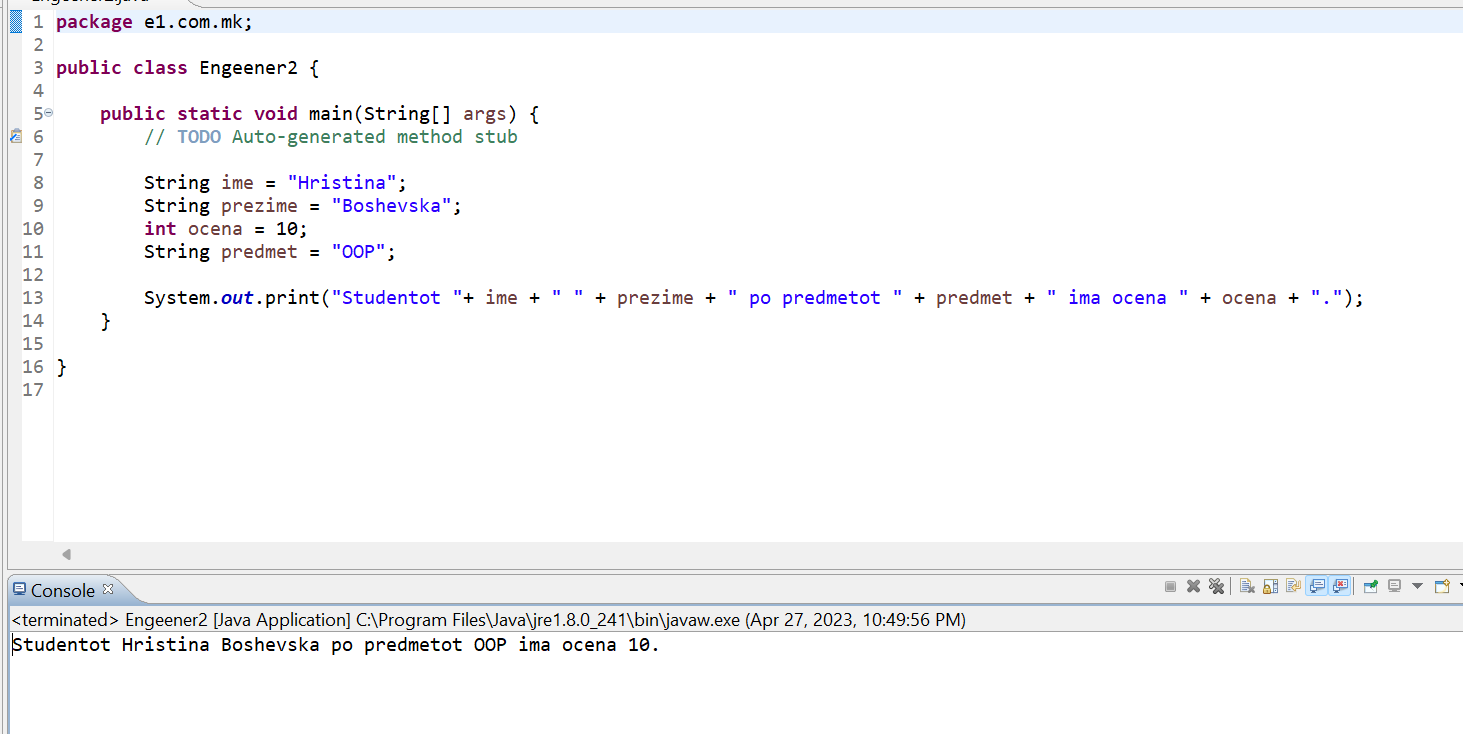 1 package e1.com.mk;
2
3 public class Engeener2 {
4
5 public static void main(String[] args) {
6 // TODO Auto-generated method stub
7
8 String ime = "Hristina";
9 String prezime = "Boshevska";
10 int ocena = 10;
11 String predmet = "OOP";
12
13 System.out.print("Studentot "+ ime + " " + prezime + " po predmetot " + predmet + " ima ocena " + ocena + ".");
14 }
15
16 }
17
Console
<terminated> Engeener2 [Java Application] C:\Program Files\Java\jre1.8.0_241\bin\javaw.exe (Apr 27, 2023, 10:49:56 PM)
Studentot Hristina Boshevska po predmetot OOP ima ocena 10.